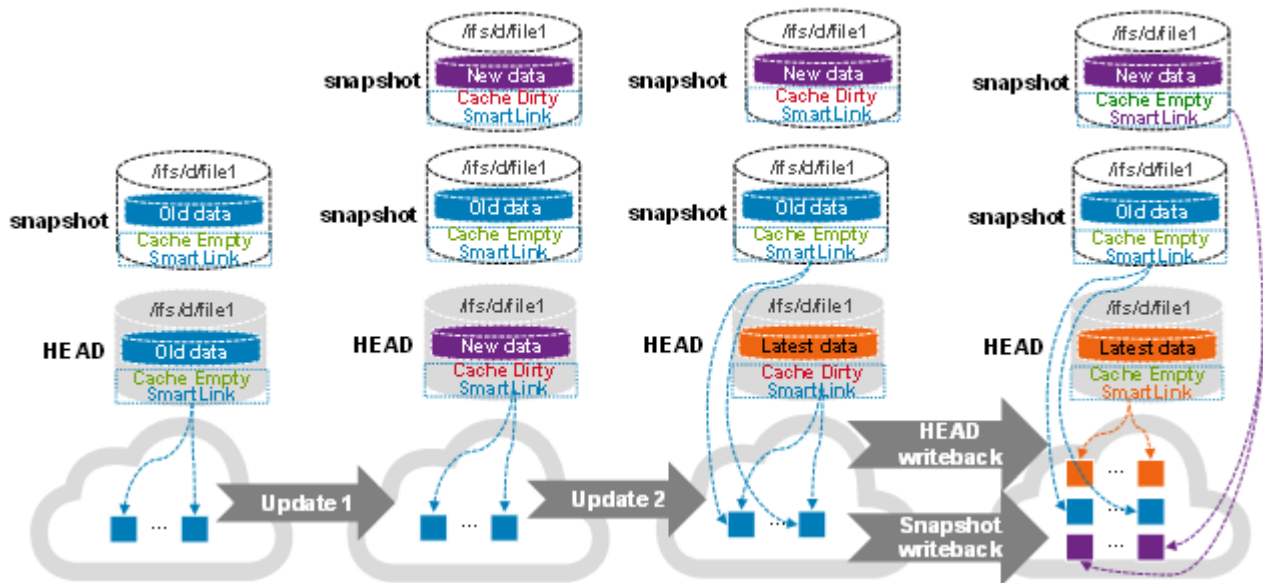 /ifs/d/file1
New data
Cache Dirty
SmartLink
snapshot
/ifs/d/file1
New data
Cache Dirty
SmartLink
snapshot
/ifs/d/file1
New data
Cache Empty
SmartLink
snapshot
/ifs/d/file1
Old data
Cache Empty
SmartLink
snapshot
/ifs/d/file1
Old data
Cache Empty
SmartLink
snapshot
/ifs/d/file1
Old data
Cache Empty
SmartLink
snapshot
/ifs/d/file1
Old data
Cache Empty
SmartLink
snapshot
/ifs/d/file1
Old data
Cache Empty
SmartLink
HEAD
/ifs/d/file1
New data
Cache Dirty
SmartLink
HEAD
/ifs/d/file1
Latest data
Cache Dirty
SmartLink
HEAD
/ifs/d/file1
Latest data
Cache Empty
SmartLink
HEAD
HEAD
writeback
...
...
Update 1
...
Update 2
...
...
Snapshot
writeback
...
...